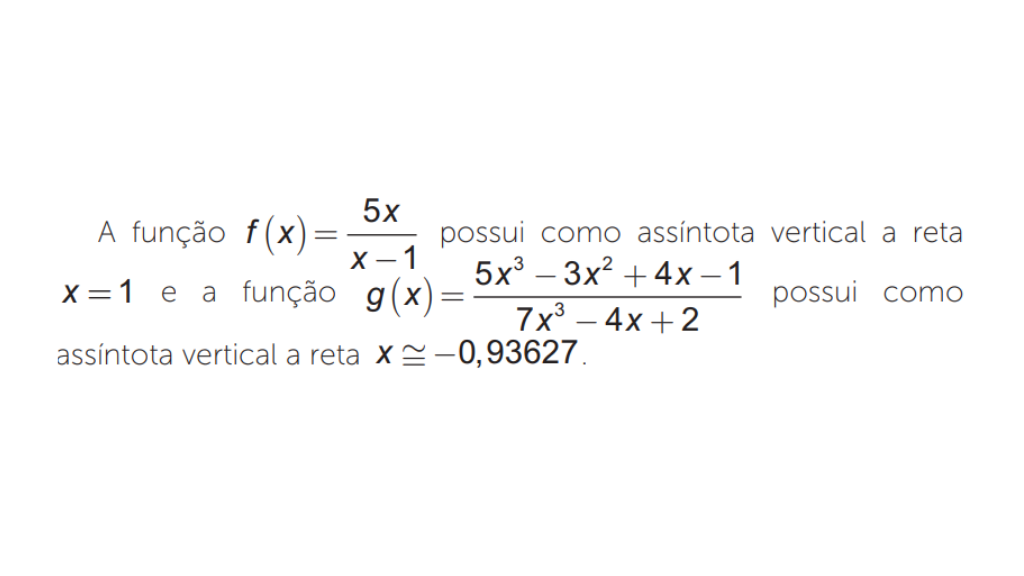 A função f(x) = 5x / (x − 1) possui como assíntota vertical a reta
x = 1 e a função g(x) = (5x³ − 3x² + 4x − 1) / (7x³ − 4x + 2) possui como
assíntota vertical a reta x ≅ −0,93627.